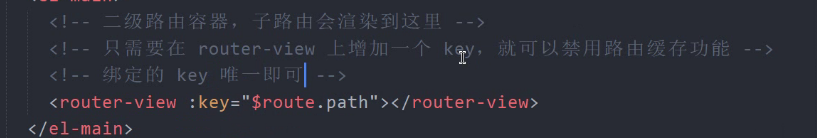 <!-- 二级路由容器，子路由会渲染到这里 -->
<!-- 只需要在 router-view 上增加一个 key，就可以禁用路由缓存功能 -->
<!-- 绑定的 key 唯一即可 -->
<router-view :key="$route.path"></router-view>
</el-main>